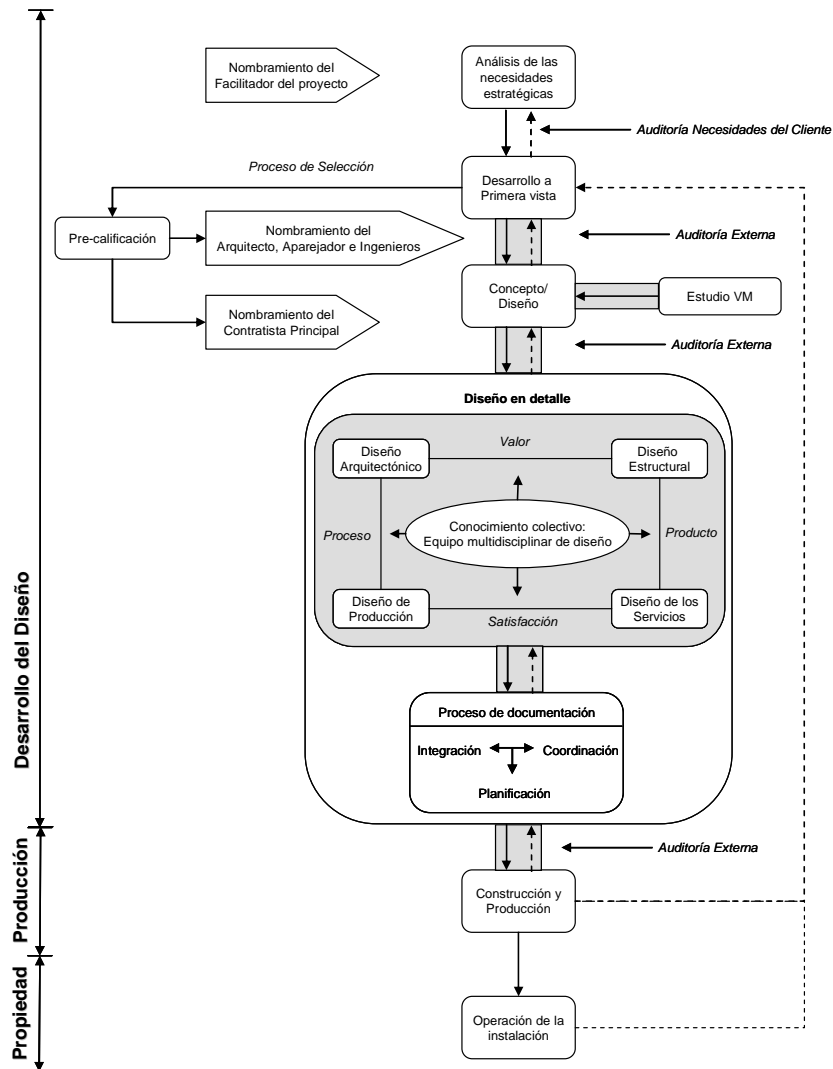 Nombramiento del
Facilitador del proyecto
Análisis de las
necesidades
estratégicas
Auditoría Necesidades del Cliente
Proceso de Selección
Desarrollo a
Primera vista
Pre-calificación
Nombramiento del
Arquitecto, Aparejador e Ingenieros
Auditoría Externa
Concepto/
Diseño
Estudio VM
Nombramiento del
Contratista Principal
Auditoría Externa
Diseño en detalle
Diseño
Arquitectónico
Valor
Diseño
Estructural
Proceso
Conocimiento colectivo:
Equipo multidisciplinar de diseño
Producto
Diseño de
Producción
Satisfacción
Diseño de los
Servicios
Proceso de documentación
Integración
Coordinación
Planificación
Auditoría Externa
Construcción y
Producción
Operación de la
instalación
Desarrollo del Diseño
Producción
Propiedad